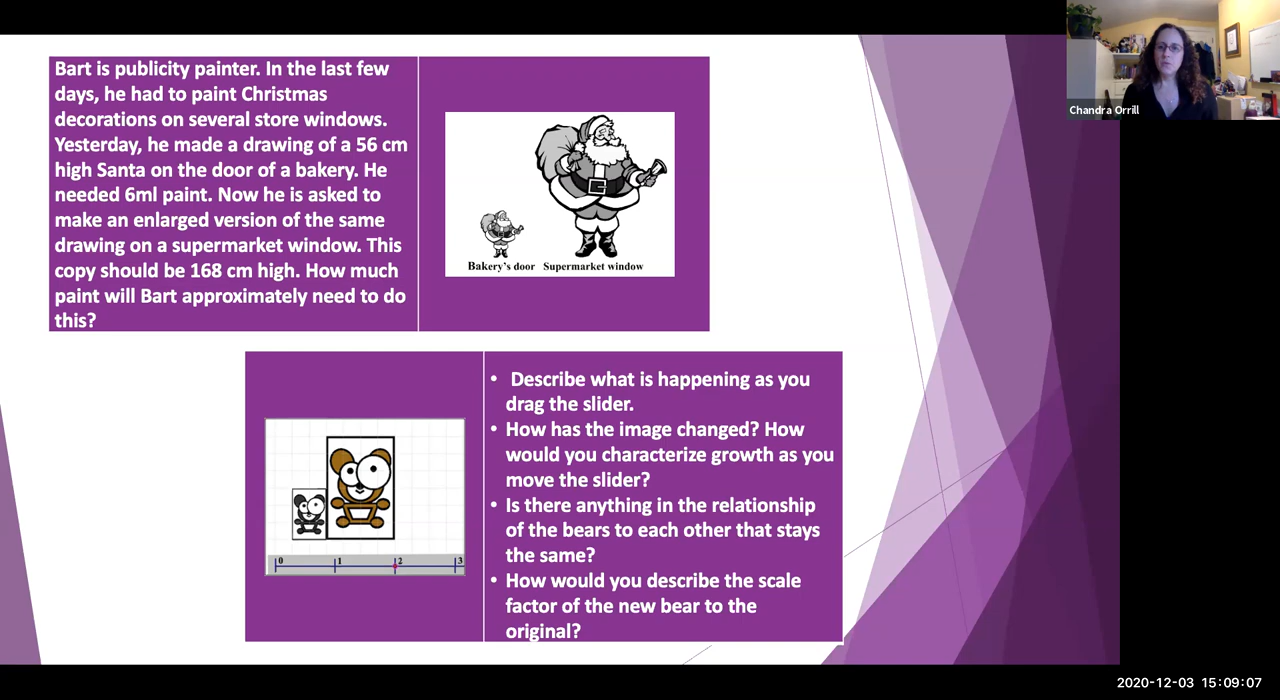 Bart is publicity painter. In the last few
days, he had to paint Christmas
decorations on several store windows.
Yesterday, he made a drawing of a 56 cm
high Santa on the door of a bakery. He
needed 6ml paint. Now he is asked to
make an enlarged version of the same
drawing on a supermarket window. This
copy should be 168 cm high. How much
paint will Bart approximately need to do
this?
Bakery's door Supermarket window
Chandra Orrill
0 1 2 3
• Describe what is happening as you
drag the slider.
• How has the image changed? How
would you characterize growth as you
move the slider?
• Is there anything in the relationship
of the bears to each other that stays
the same?
• How would you describe the scale
factor of the new bear to the
original?
2020-12-03 15:09:07